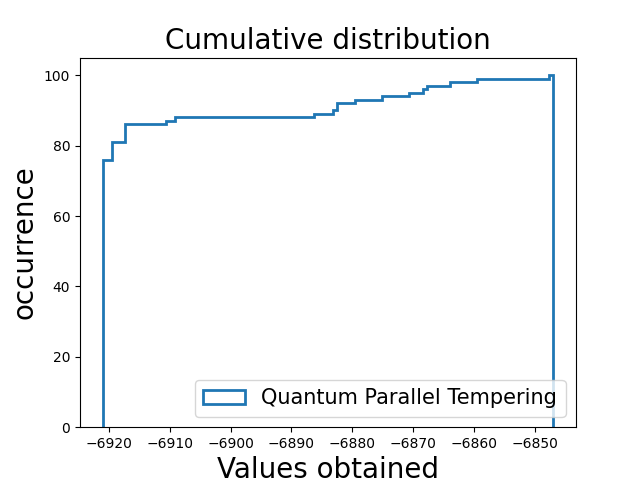 Cumulative distribution
100
80
60
40
20
0
occurrence
−6920 −6910 −6900 −6890 −6880 −6870 −6860 −6850
Values obtained
Quantum Parallel Tempering